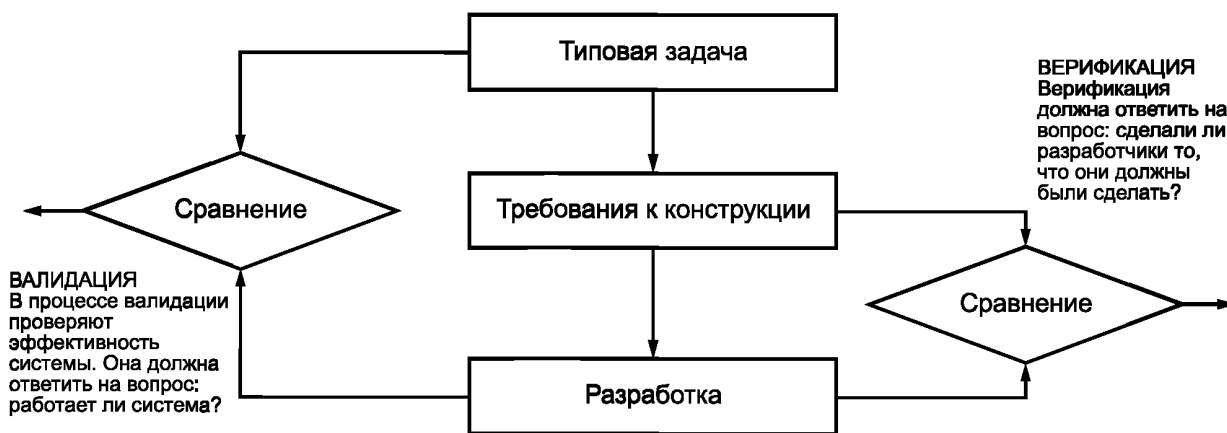 Типовая задача
ВЕРИФИКАЦИЯ
Верификация
должна ответить на
вопрос: сделали ли
разработчики то,
что они должны
были сделать?
Сравнение
Требования к конструкции
ВАЛИДАЦИЯ
В процессе валидации
проверяют
эффективность
системы. Она должна
ответить на вопрос:
работает ли система?
Сравнение
Разработка